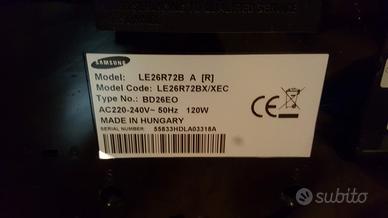 SAMSUNG
Model: LE26R72B A [R]
Model Code: LE26R72BX/XEC
Type No.: BD26EO
AC220-240V~ 50Hz 120W
MADE IN HUNGARY
SERIAL NUMBER: 55833HDLA03318A
CE
subito